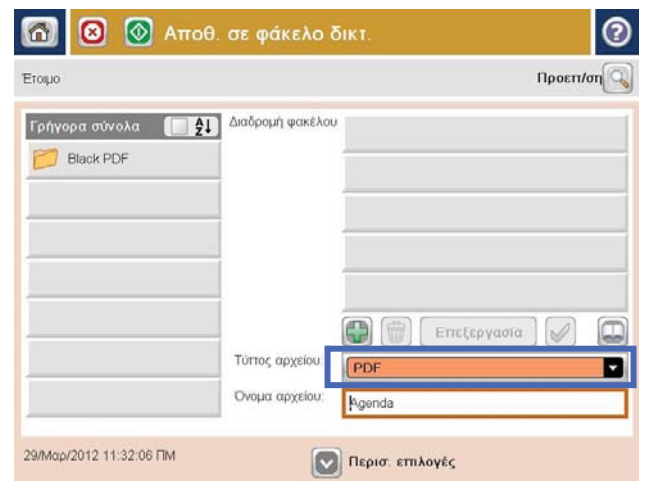 Αποθ. σε φάκελο δικτ.
?
Έτοιμο
Προεπ/ση
Γρήγορα σύνολα
A Z
Διαδρομή φακέλου
Black PDF
Επεξεργασία
Τύπος αρχείου:
PDF
Όνομα αρχείου:
Agenda
29/Μαρ/2012 11:32:06 ΠΜ
Περισ. επιλογές